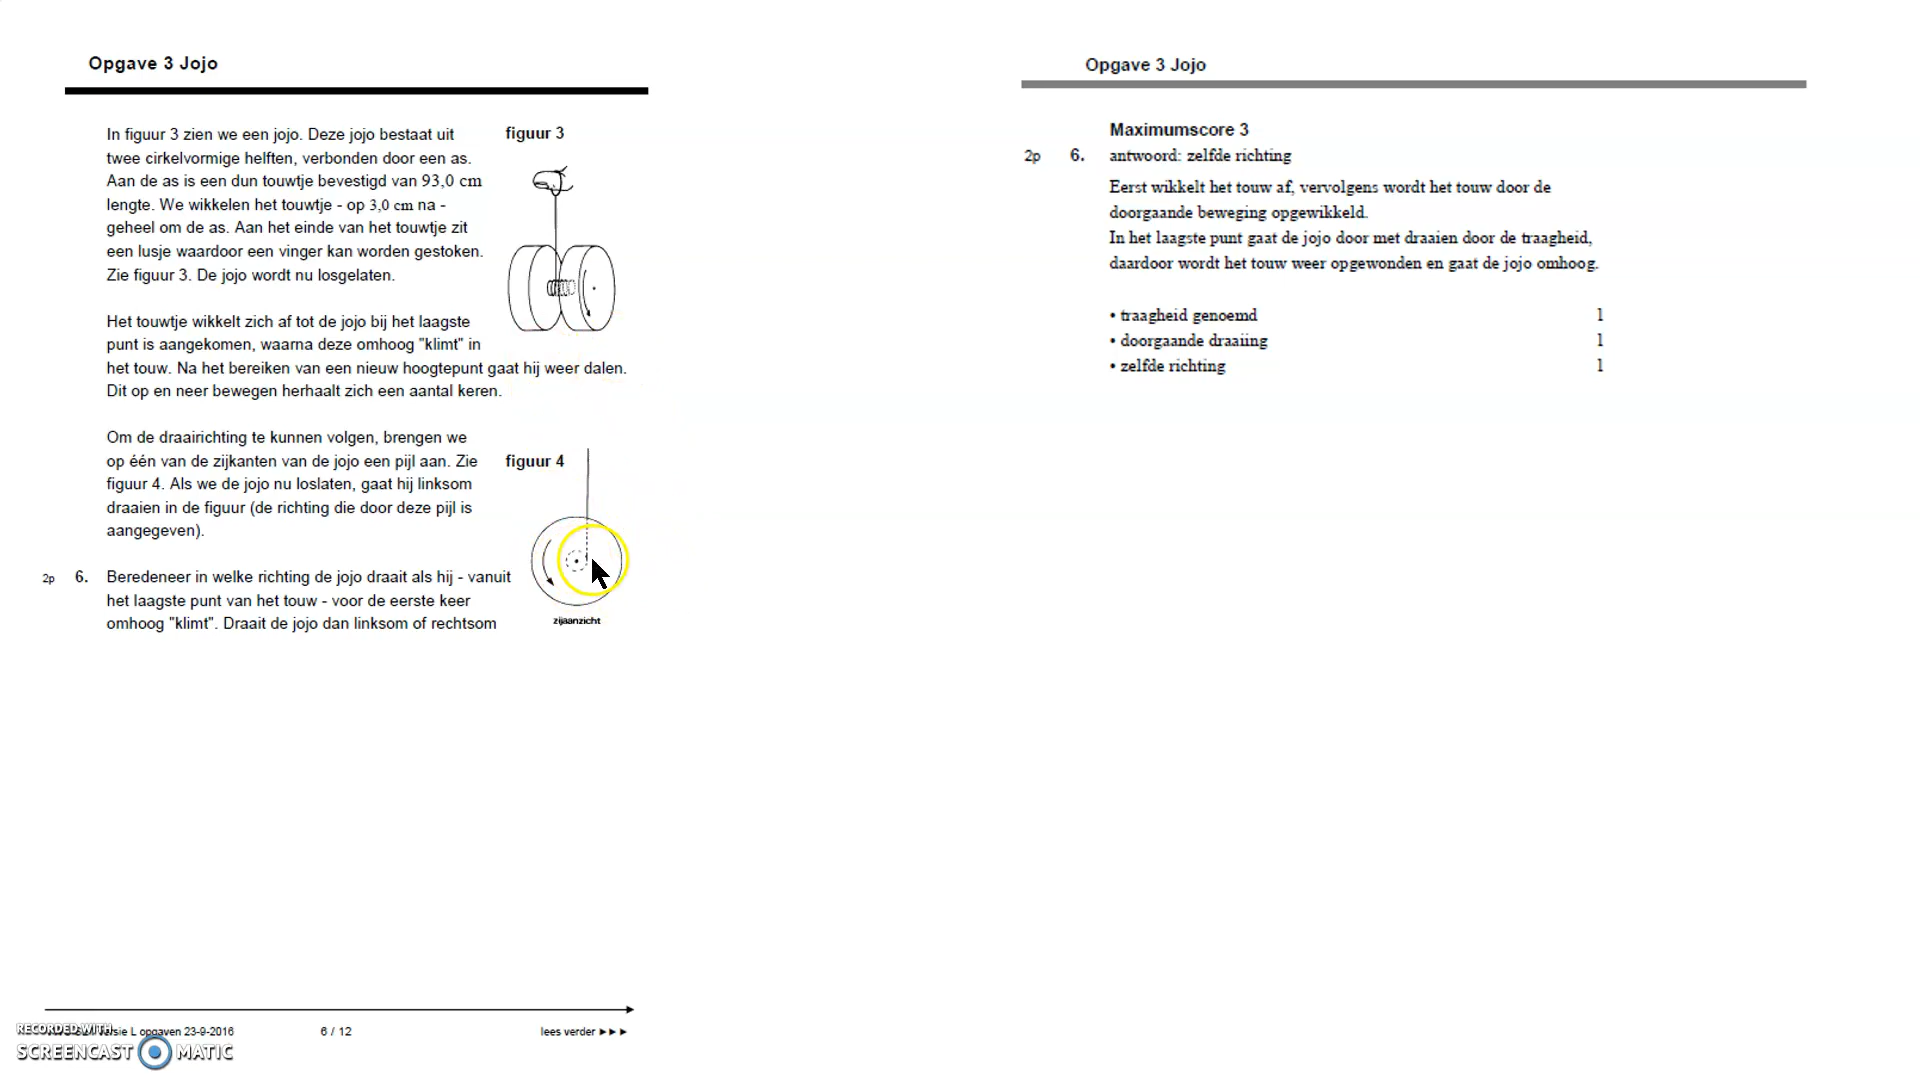 Opgave 3 Jojo
In figuur 3 zien we een jojo. Deze jojo bestaat uit
twee cirkelvormige helften, verbonden door een as.
Aan de as is een dun touwtje bevestigd van 93,0 cm
lengte. We wikkelen het touwtje - op 3,0 cm na -
geheel om de as. Aan het einde van het touwtje zit
een lusje waardoor een vinger kan worden gestoken.
Zie figuur 3. De jojo wordt nu losgelaten.
figuur 3
Het touwtje wikkelt zich af tot de jojo bij het laagste
punt is aangekomen, waarna deze omhoog "klimt" in
het touw. Na het bereiken van een nieuw hoogtepunt gaat hij weer dalen.
Dit op en neer bewegen herhaalt zich een aantal keren.
Om de draairichting te kunnen volgen, brengen we
op één van de zijkanten van de jojo een pijl aan. Zie
figuur 4. Als we de jojo nu loslaten, gaat hij linksom
draaien in de figuur (de richting die door deze pijl is
aangegeven).
figuur 4
2p 6. Beredeneer in welke richting de jojo draait als hij - vanuit
het laagste punt van het touw - voor de eerste keer
omhoog "klimt". Draait de jojo dan linksom of rechtsom
zijaanzicht
L opgaven 23-9-2016 6 / 12 lees verder ►►►
RECORDED WITH
SCREENCAST MATIC
Opgave 3 Jojo
Maximumscore 3
2p 6. antwoord: zelfde richting
Eerst wikkelt het touw af, vervolgens wordt het touw door de
doorgaande beweging opgewikkeld.
In het laagste punt gaat de jojo door met draaien door de traagheid,
daardoor wordt het touw weer opgewonden en gaat de jojo omhoog.
• traagheid genoemd 1
• doorgaande draaiing 1
• zelfde richting 1